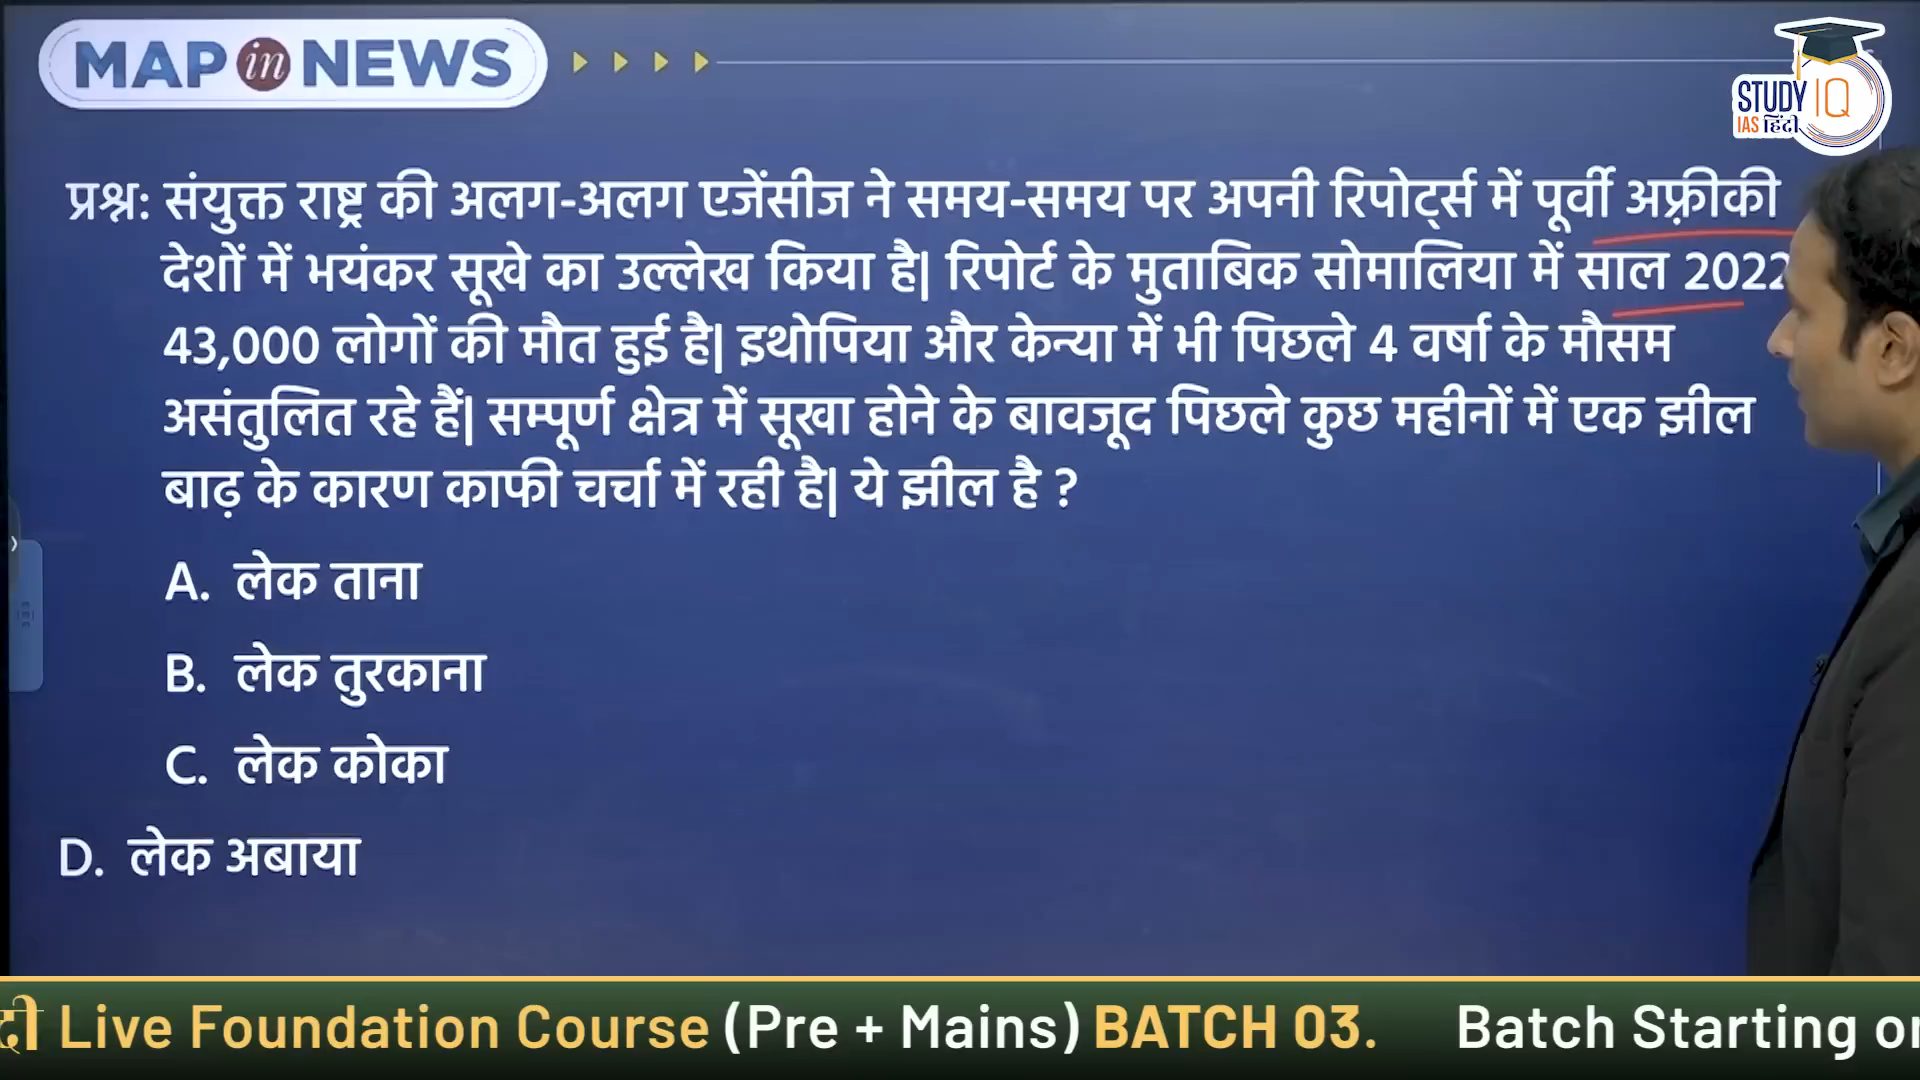 MAP in NEWS
STUDY IQ
IAS हिंदी
प्रश्न: संयुक्त राष्ट्र की अलग-अलग एजेंसीज ने समय-समय पर अपनी रिपोर्ट्स में पूर्वी अफ़्रीकी
देशों में भयंकर सूखे का उल्लेख किया है| रिपोर्ट के मुताबिक सोमालिया में साल 2022
43,000 लोगों की मौत हुई है| इथोपिया और केन्या में भी पिछले 4 वर्षा के मौसम
असंतुलित रहे हैं| सम्पूर्ण क्षेत्र में सूखा होने के बावजूद पिछले कुछ महीनों में एक झील
बाढ़ के कारण काफी चर्चा में रही है| ये झील है ?
A. लेक ताना
B. लेक तुरकाना
C. लेक कोका
D. लेक अबाया
Live Foundation Course (Pre + Mains) BATCH 03. Batch Starting